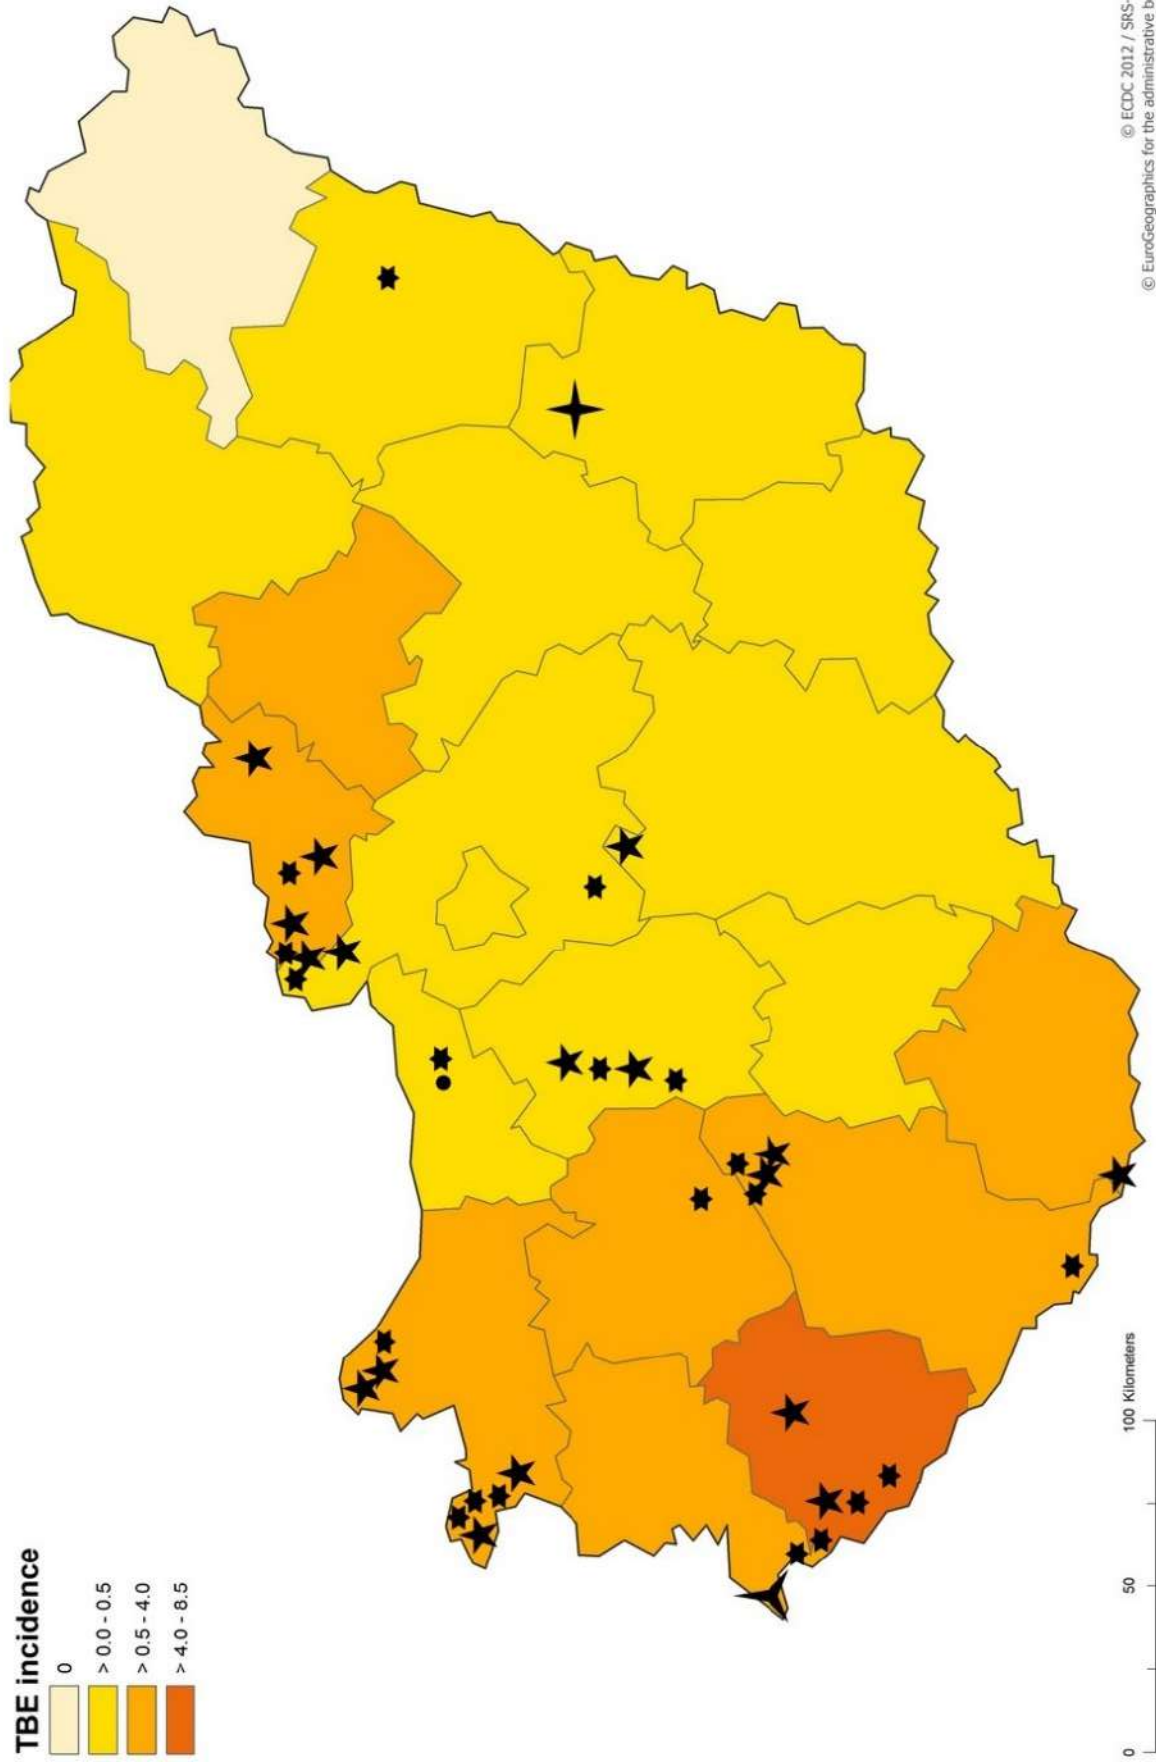 TBE incidence
0
> 0.0 - 0.5
> 0.5 - 4.0
> 4.0 - 8.5
0 50 100 Kilometers
© ECDC 2012 / SRS-
© EuroGeographics for the administrative b